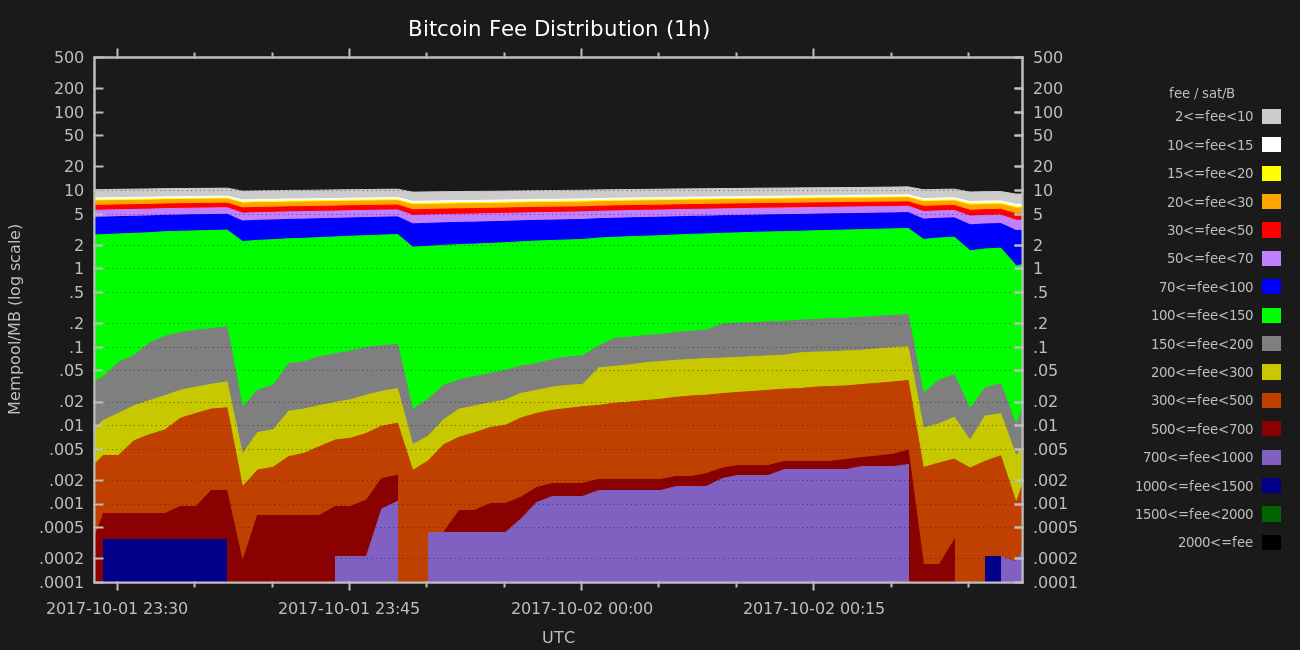 Bitcoin Fee Distribution (1h)
500
200
100
50
20
10
5
2
1
.5
.2
.1
.05
.02
.01
.005
.002
.001
.0005
.0002
.0001
Mempool/MB (log scale)
500
200
100
50
20
10
5
2
1
.5
.2
.1
.05
.02
.01
.005
.002
.001
.0005
.0002
.0001
2017-10-01 23:30
2017-10-01 23:45
2017-10-02 00:00
2017-10-02 00:15
UTC
fee / sat/B
2<=fee<10
10<=fee<15
15<=fee<20
20<=fee<30
30<=fee<50
50<=fee<70
70<=fee<100
100<=fee<150
150<=fee<200
200<=fee<300
300<=fee<500
500<=fee<700
700<=fee<1000
1000<=fee<1500
1500<=fee<2000
2000<=fee